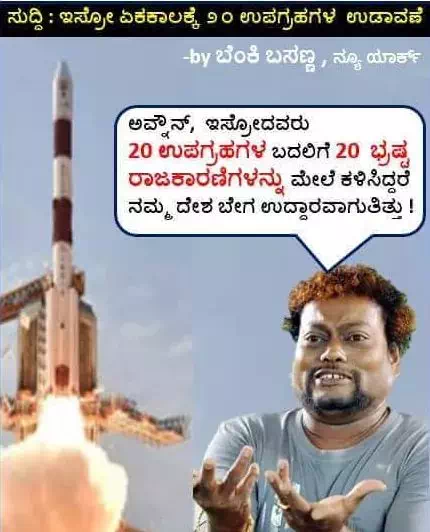 ಸುದ್ದಿ : ಇಸ್ರೋ ಏಕಕಾಲಕ್ಕೆ ೨೦ ಉಪಗ್ರಹಗಳ ಉಡಾವಣೆ
-by ಬೆಂಕಿ ಬಸಣ್ಣ , ನ್ಯೂ ಯಾರ್ಕ್
ಅವ್ನೌನ್, ಇಸ್ರೋದವರು
20 ಉಪಗ್ರಹಗಳ ಬದಲಿಗೆ 20 ಭ್ರಷ್ಟ
ರಾಜಕಾರಣಿಗಳನ್ನು ಮೇಲೆ ಕಳಿಸಿದ್ದರೆ
ನಮ್ಮ ದೇಶ ಬೇಗ ಉದ್ದಾರವಾಗುತಿತ್ತು !